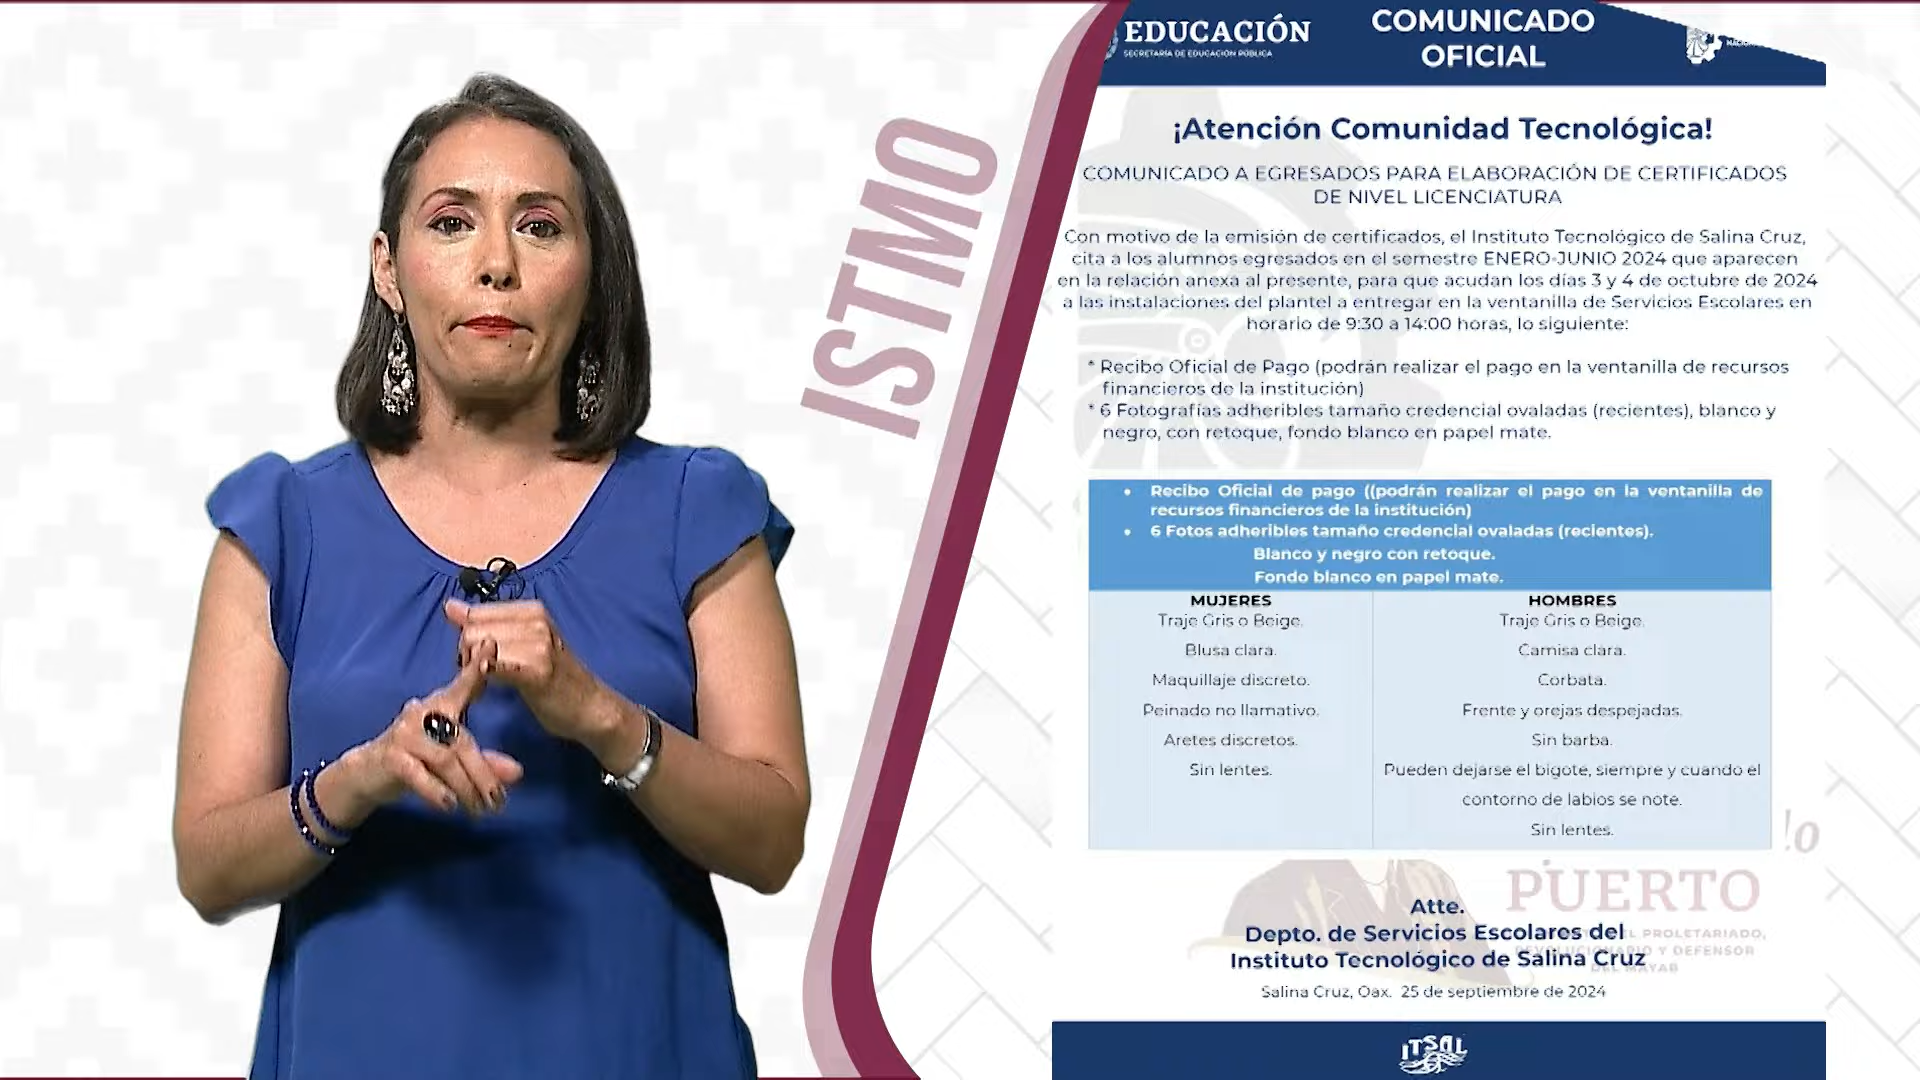 ISTMO
EDUCACIÓN
SECRETARÍA DE EDUCACIÓN PÚBLICA
COMUNICADO
OFICIAL
¡Atención Comunidad Tecnológica!
COMUNICADO A EGRESADOS PARA ELABORACIÓN DE CERTIFICADOS
DE NIVEL LICENCIATURA
Con motivo de la emisión de certificados, el Instituto Tecnológico de Salina Cruz,
cita a los alumnos egresados en el semestre ENERO-JUNIO 2024 que aparecen
en la relación anexa al presente, para que acudan los días 3 y 4 de octubre de 2024
a las instalaciones del plantel a entregar en la ventanilla de Servicios Escolares en
horario de 9:30 a 14:00 horas, lo siguiente:
* Recibo Oficial de Pago (podrán realizar el pago en la ventanilla de recursos
financieros de la institución)
* 6 Fotografías adheribles tamaño credencial ovaladas (recientes), blanco y
negro, con retoque, fondo blanco en papel mate.
• Recibo Oficial de pago ((podrán realizar el pago en la ventanilla de
recursos financieros de la institución)
• 6 Fotos adheribles tamaño credencial ovaladas (recientes).
Blanco y negro con retoque.
Fondo blanco en papel mate.
MUJERES
Traje Gris o Beige.
Blusa clara.
Maquillaje discreto.
Peinado no llamativo.
Aretes discretos.
Sin lentes.
HOMBRES
Traje Gris o Beige.
Camisa clara.
Corbata.
Frente y orejas despejadas.
Sin barba.
Pueden dejarse el bigote, siempre y cuando el
contorno de labios se note.
Sin lentes.
PUERTO
EL PROLETARIADO,
REVOLUCIONARIO Y DEFENSOR
DEL MAYAB
Atte.
Depto. de Servicios Escolares del
Instituto Tecnológico de Salina Cruz
Salina Cruz, Oax. 25 de septiembre de 2024
ITSAL